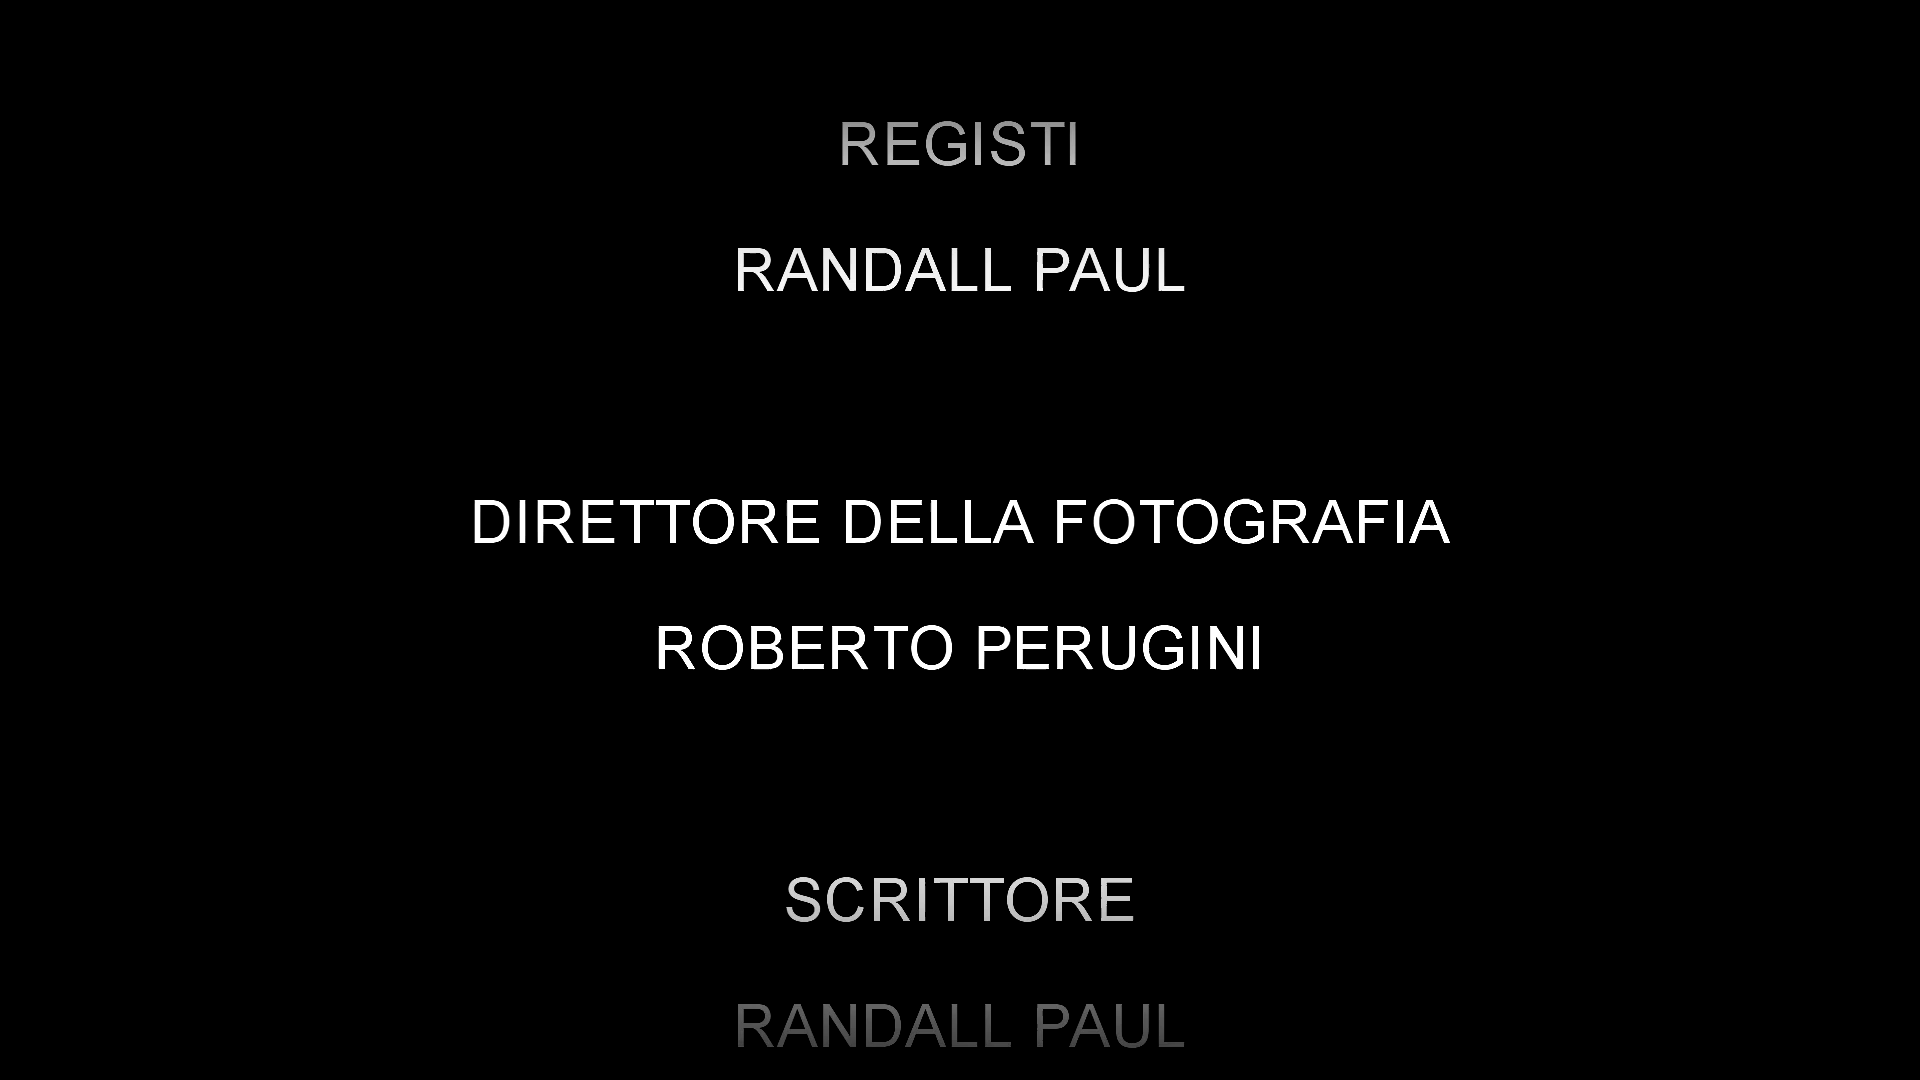 REGISTI
RANDALL PAUL
DIRETTORE DELLA FOTOGRAFIA
ROBERTO PERUGINI
SCRITTORE
RANDALL PAUL